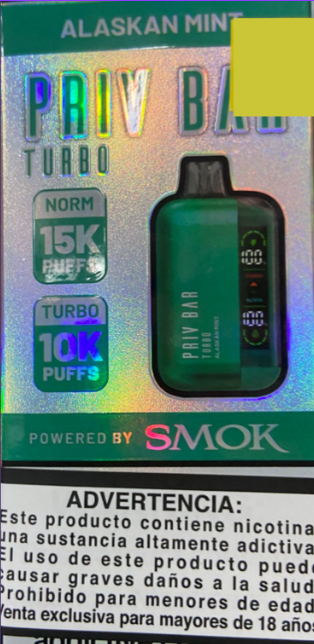 ALASKAN MINT
PRIV BAR
TURBO
NORM
15K
PUFFS
TURBO
10K
PUFFS
100
100
PRIV BAR
TURBO
ALASKAN MINT
POWERED BY SMOK
ADVERTENCIA:
Este producto contiene nicotina
una sustancia altamente adictiva
El uso de este producto puede
causar graves daños a la salud
Prohibido para menores de edad
Venta exclusiva para mayores de 18 años